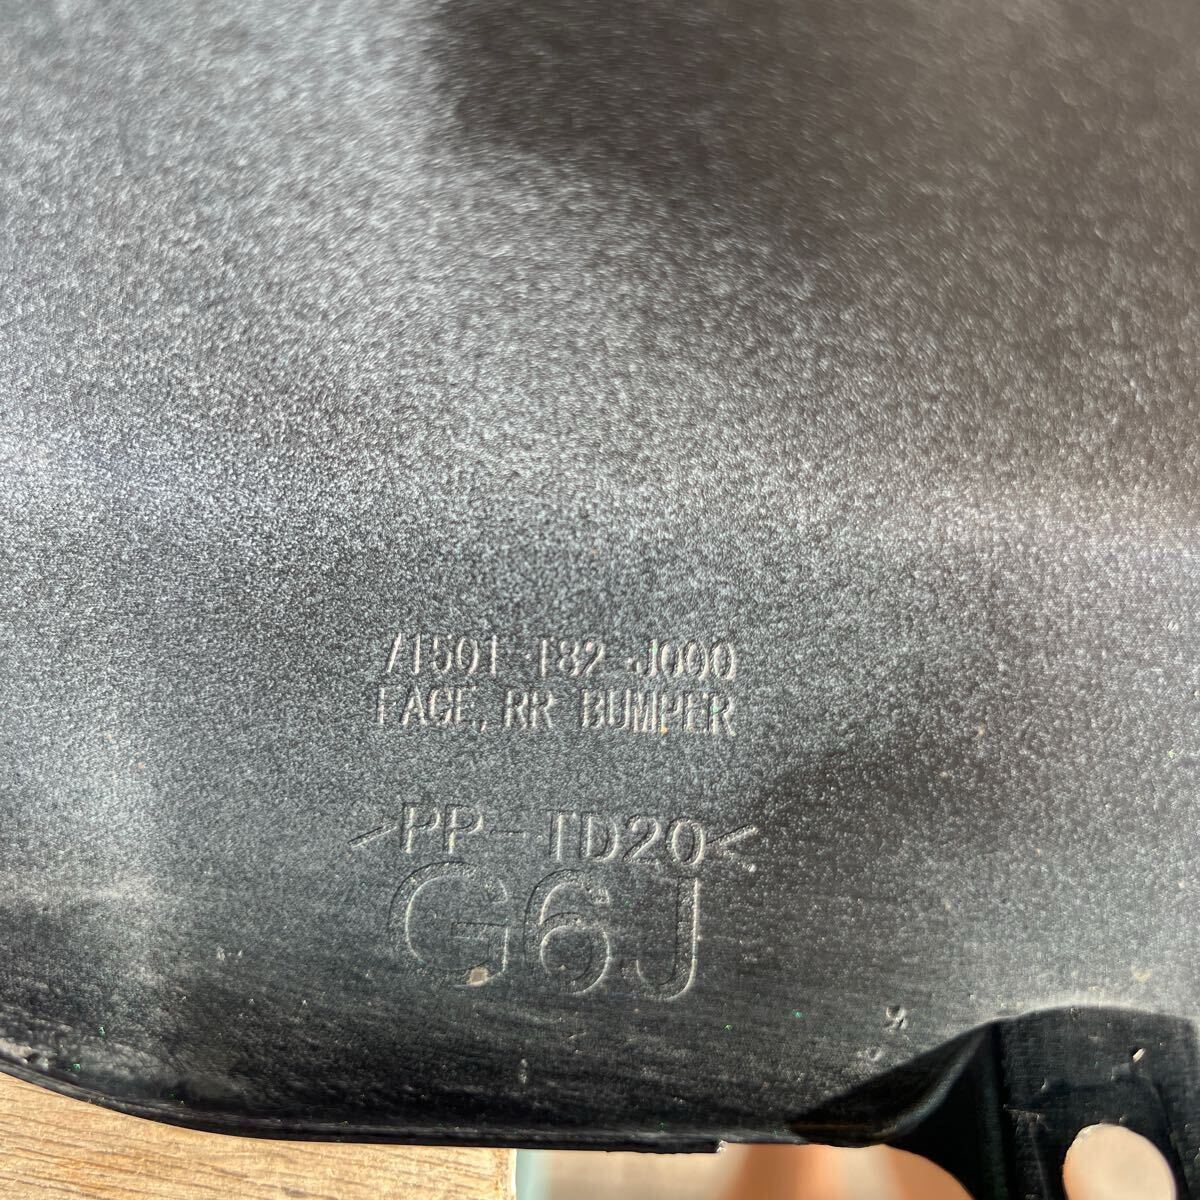 71501-T82-J000
FACE, RR BUMPER
>PP-TD20<
G6J